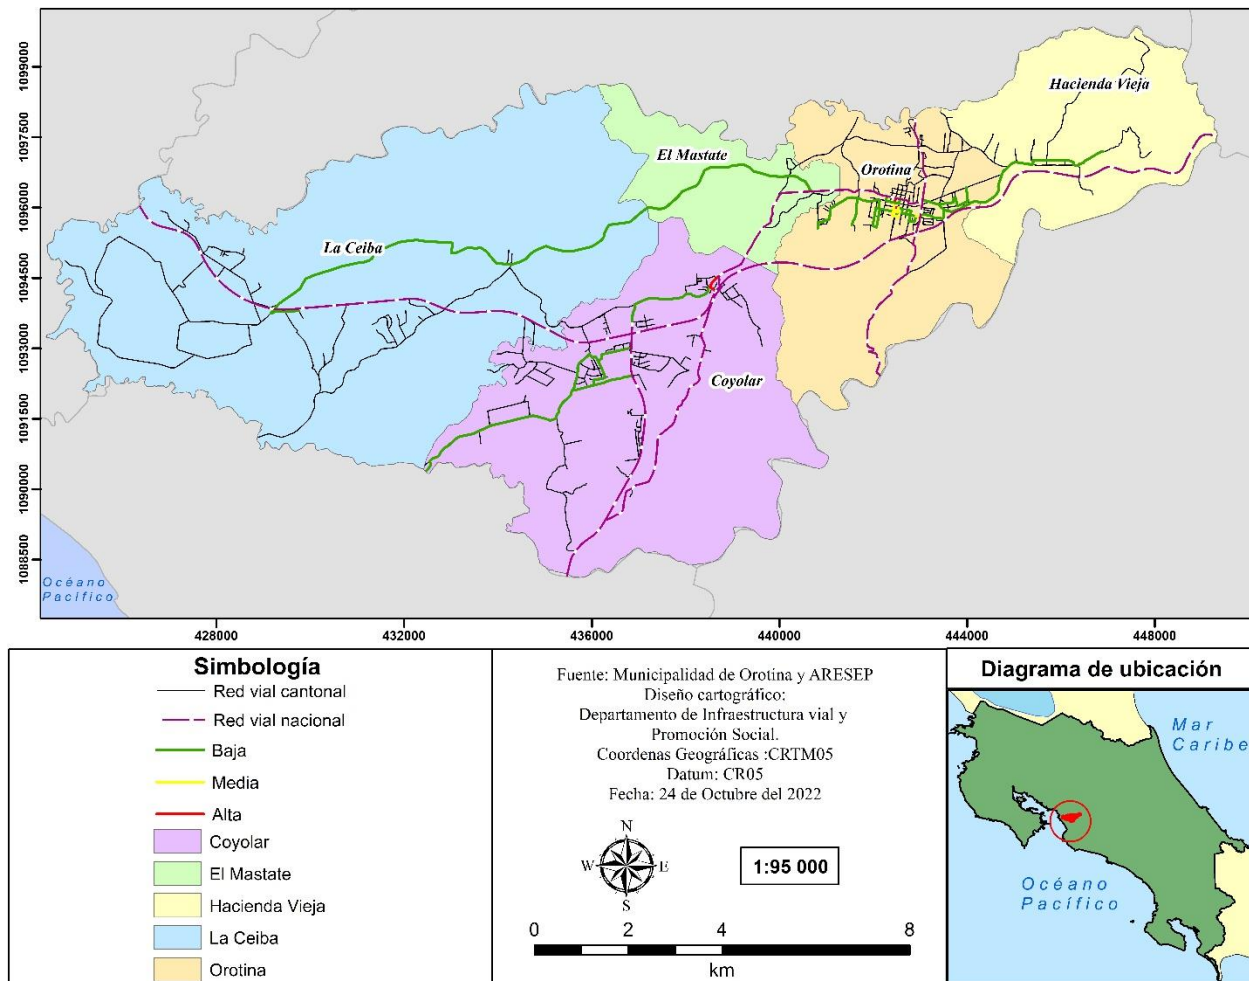 1099000
1097500
1096000
1094500
1093000
1091500
1090000
1088500
Hacienda Vieja
El Mastate
Orotina
La Ceiba
Coyolar
Océano
Pacífico
428000
432000
436000
440000
444000
448000
Simbología
Red vial cantonal
Red vial nacional
Baja
Media
Alta
Coyolar
El Mastate
Hacienda Vieja
La Ceiba
Orotina
Fuente: Municipalidad de Orotina y ARESEP
Diseño cartográfico:
Departamento de Infraestructura vial y
Promoción Social.
Coordenas Geográficas :CRTM05
Datum: CR05
Fecha: 24 de Octubre del 2022
N
W
E
S
1:95 000
0 2 4 8
km
Diagrama de ubicación
Mar
Caribe
Océano
Pacífico